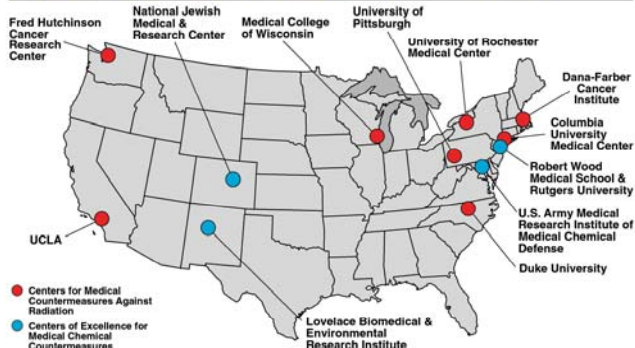 Fred Hutchinson
Cancer
Research
Center
National Jewish
Medical &
Research Center
Medical College
of Wisconsin
University of
Pittsburgh
University of Rochester
Medical Center
Dana-Farber
Cancer
Institute
Columbia
University
Medical Center
Robert Wood
Medical School &
Rutgers University
U.S. Army Medical
Research Institute of
Medical Chemical
Defense
Duke University
UCLA
Lovelace Biomedical &
Environmental
Research Institute
Centers for Medical
Countermeasures Against
Radiation
Centers of Excellence for
Medical Chemical
Countermeasures